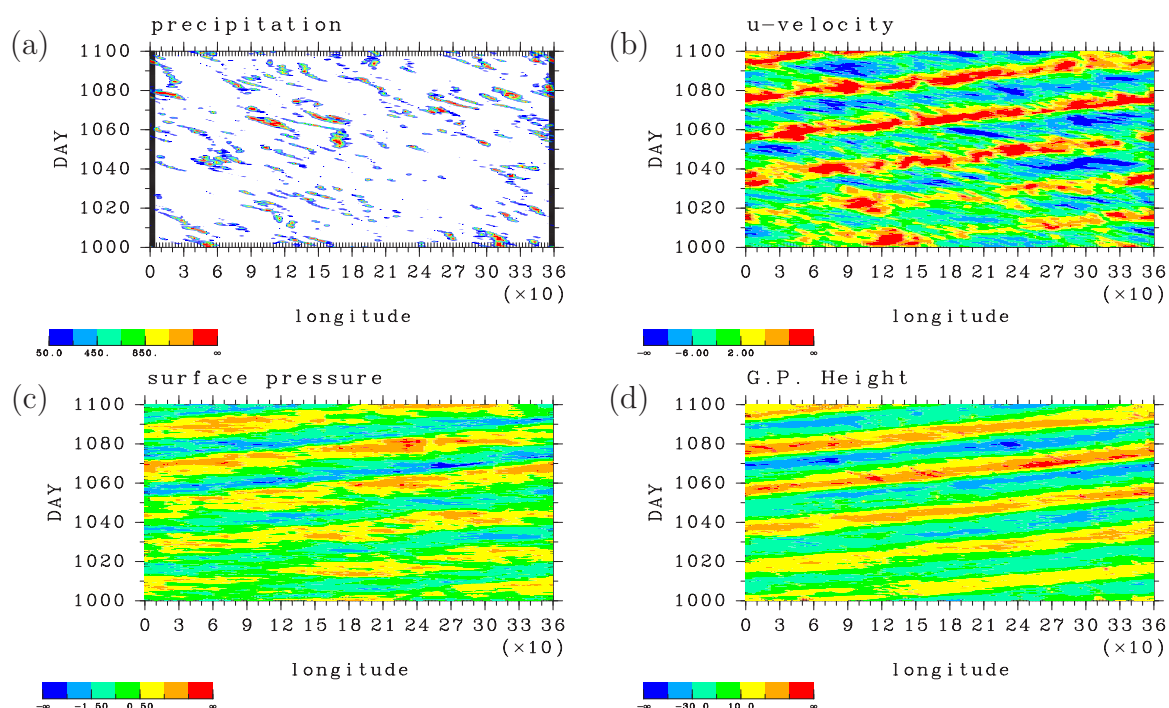 (a)
precipitation
1100
1080
1060
1040
1020
1000
DAY
0 3 6 9 12 15 18 21 24 27 30 33 36
(×10)
longitude
50.0 450. 850. ∞
(b)
u−velocity
1100
1080
1060
1040
1020
1000
DAY
0 3 6 9 12 15 18 21 24 27 30 33 36
(×10)
longitude
−∞ −6.00 2.00 ∞
(c)
surface pressure
1100
1080
1060
1040
1020
1000
DAY
0 3 6 9 12 15 18 21 24 27 30 33 36
(×10)
longitude
−∞ −1.50 0.50 ∞
(d)
G.P. Height
1100
1080
1060
1040
1020
1000
DAY
0 3 6 9 12 15 18 21 24 27 30 33 36
(×10)
longitude
−∞ −30.0 10.0 ∞